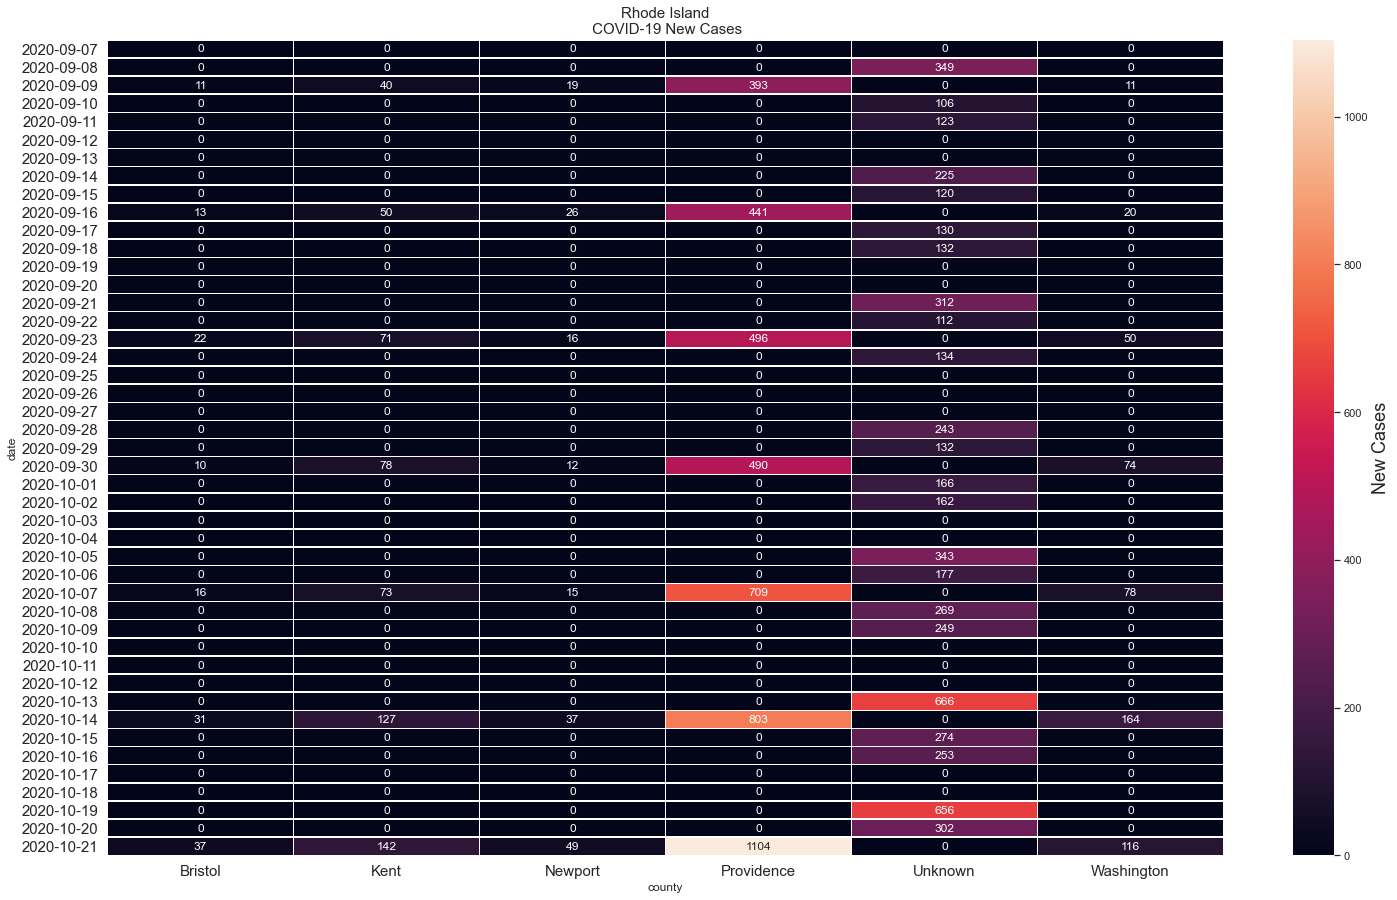 Rhode Island
COVID-19 New Cases
2020-09-07 0 0 0 0 0 0
2020-09-08 0 0 0 0 349 0
2020-09-09 11 40 19 393 0 11
2020-09-10 0 0 0 0 106 0
2020-09-11 0 0 0 0 123 0
2020-09-12 0 0 0 0 0 0
2020-09-13 0 0 0 0 0 0
2020-09-14 0 0 0 0 225 0
2020-09-15 0 0 0 0 120 0
2020-09-16 13 50 26 441 0 20
2020-09-17 0 0 0 0 130 0
2020-09-18 0 0 0 0 132 0
2020-09-19 0 0 0 0 0 0
2020-09-20 0 0 0 0 0 0
2020-09-21 0 0 0 0 312 0
2020-09-22 0 0 0 0 112 0
2020-09-23 22 71 16 496 0 50
2020-09-24 0 0 0 0 134 0
2020-09-25 0 0 0 0 0 0
2020-09-26 0 0 0 0 0 0
2020-09-27 0 0 0 0 0 0
2020-09-28 0 0 0 0 243 0
2020-09-29 0 0 0 0 132 0
2020-09-30 10 78 12 490 0 74
2020-10-01 0 0 0 0 166 0
2020-10-02 0 0 0 0 162 0
2020-10-03 0 0 0 0 0 0
2020-10-04 0 0 0 0 0 0
2020-10-05 0 0 0 0 343 0
2020-10-06 0 0 0 0 177 0
2020-10-07 16 73 15 709 0 78
2020-10-08 0 0 0 0 269 0
2020-10-09 0 0 0 0 249 0
2020-10-10 0 0 0 0 0 0
2020-10-11 0 0 0 0 0 0
2020-10-12 0 0 0 0 0 0
2020-10-13 0 0 0 0 666 0
2020-10-14 31 127 37 803 0 164
2020-10-15 0 0 0 0 274 0
2020-10-16 0 0 0 0 253 0
2020-10-17 0 0 0 0 0 0
2020-10-18 0 0 0 0 0 0
2020-10-19 0 0 0 0 656 0
2020-10-20 0 0 0 0 302 0
2020-10-21 37 142 49 1104 0 116
Bristol Kent Newport Providence Unknown Washington
county
date
1000
800
600
400
200
0
New Cases